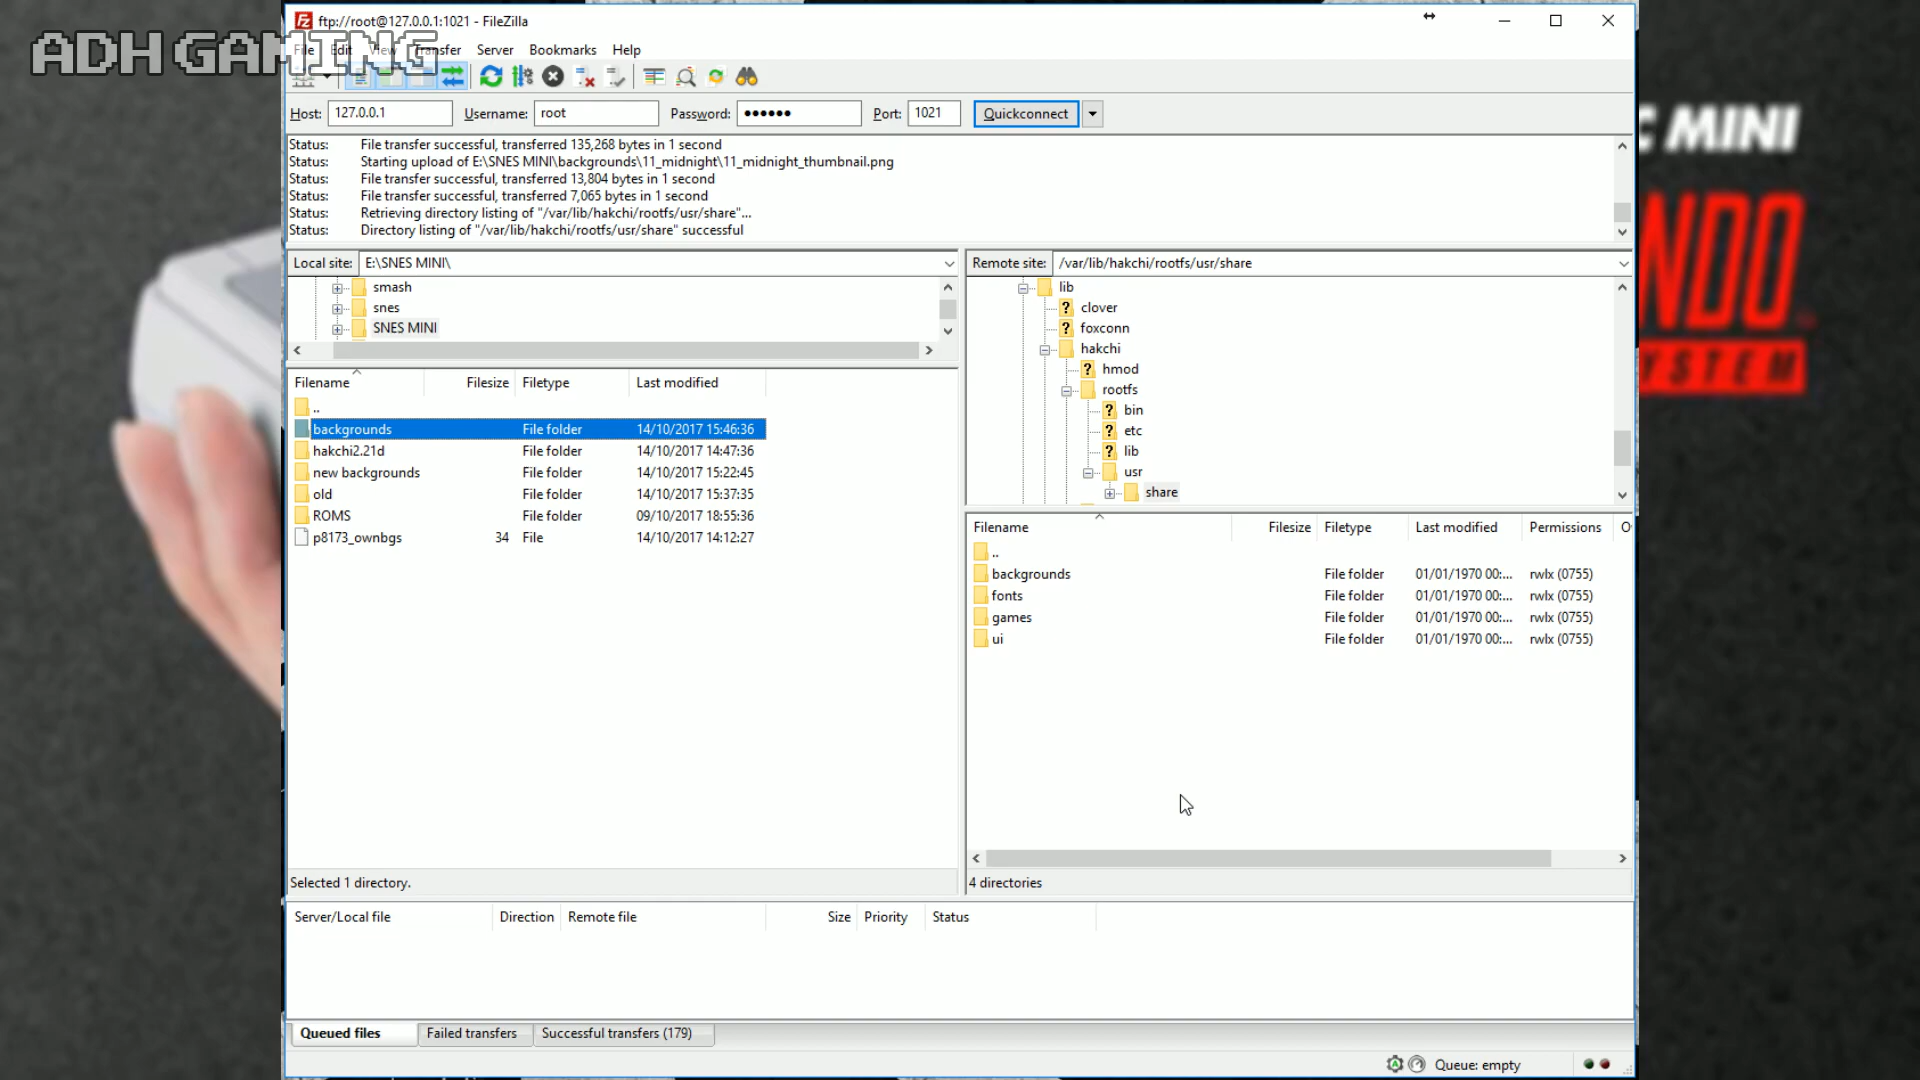 ftp://root@127.0.0.1:1021 - FileZilla
ADH GAMING
File Edit View Transfer Server Bookmarks Help
Host: 127.0.0.1 Username: root Password: ●●●●●● Port: 1021 Quickconnect
Status: File transfer successful, transferred 135,268 bytes in 1 second
Status: Starting upload of E:\SNES MINI\backgrounds\11_midnight\11_midnight_thumbnail.png
Status: File transfer successful, transferred 13,804 bytes in 1 second
Status: File transfer successful, transferred 7,065 bytes in 1 second
Status: Retrieving directory listing of "/var/lib/hakchi/rootfs/usr/share"...
Status: Directory listing of "/var/lib/hakchi/rootfs/usr/share" successful
Local site: E:\SNES MINI\
smash
snes
SNES MINI
Filename Filesize Filetype Last modified
..
backgrounds File folder 14/10/2017 15:46:36
hakchi2.21d File folder 14/10/2017 14:47:36
new backgrounds File folder 14/10/2017 15:22:45
old File folder 14/10/2017 15:37:35
ROMS File folder 09/10/2017 18:55:36
p8173_ownbgs 34 File 14/10/2017 14:12:27
Selected 1 directory.
Remote site: /var/lib/hakchi/rootfs/usr/share
lib
? clover
? foxconn
hakchi
? hmod
rootfs
? bin
? etc
? lib
usr
share
Filename Filesize Filetype Last modified Permissions O
..
backgrounds File folder 01/01/1970 00:... rwlx (0755)
fonts File folder 01/01/1970 00:... rwlx (0755)
games File folder 01/01/1970 00:... rwlx (0755)
ui File folder 01/01/1970 00:... rwlx (0755)
4 directories
Server/Local file Direction Remote file Size Priority Status
Queued files Failed transfers Successful transfers (179)
Queue: empty
C MINI
NDO
SYSTEM